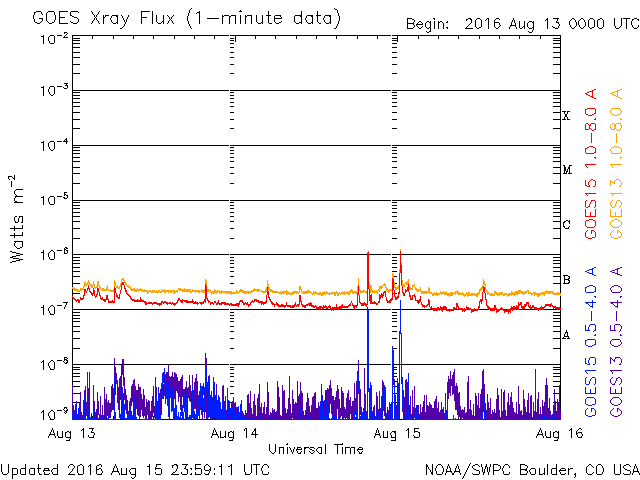 GOES Xray Flux (1-minute data)
Begin: 2016 Aug 13 0000 UTC
10⁻²
10⁻³
10⁻⁴
10⁻⁵
10⁻⁶
10⁻⁷
10⁻⁸
10⁻⁹
Watts m⁻²
X
M
C
B
A
GOES15 1.0-8.0 A
GOES13 1.0-8.0 A
GOES15 0.5-4.0 A
GOES13 0.5-4.0 A
Aug 13
Aug 14
Aug 15
Aug 16
Universal Time
Updated 2016 Aug 15 23:59:11 UTC
NOAA/SWPC Boulder, CO USA